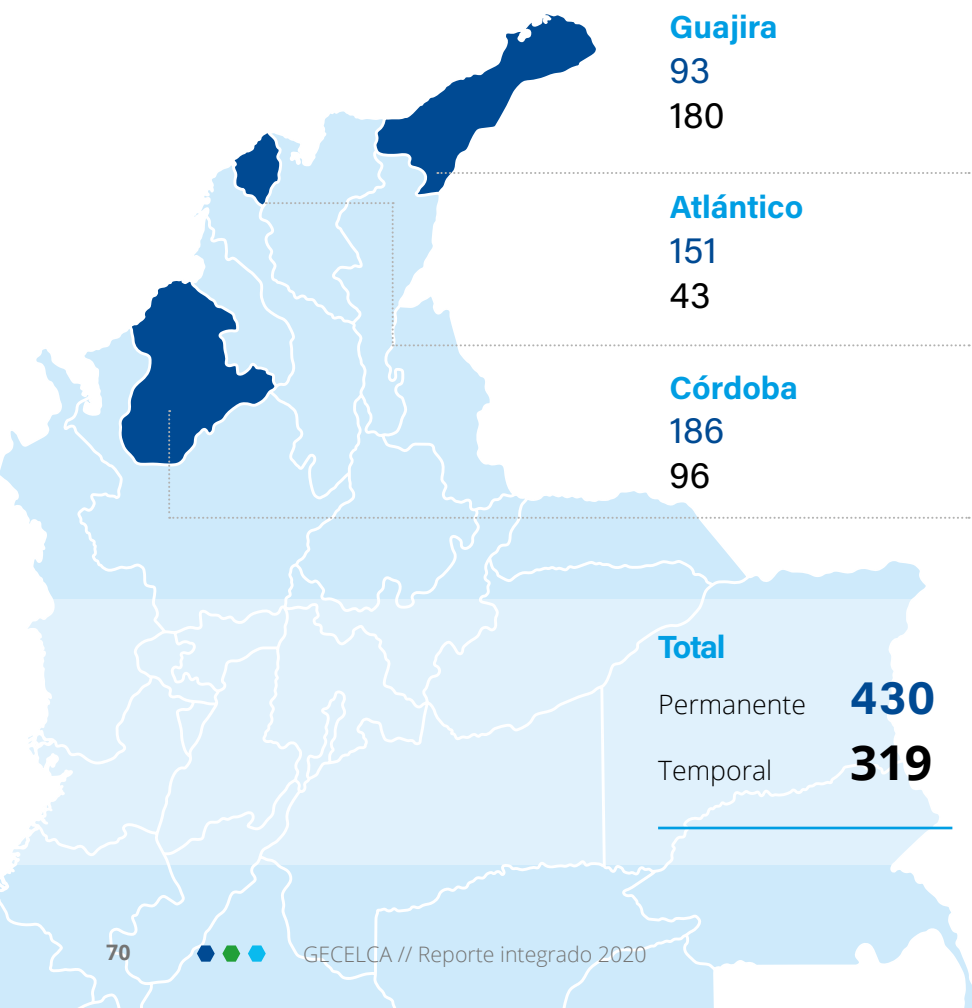 Guajira
93
180
Atlántico
151
43
Córdoba
186
96
Total
Permanente 430
Temporal 319
70 GECELCA // Reporte integrado 2020